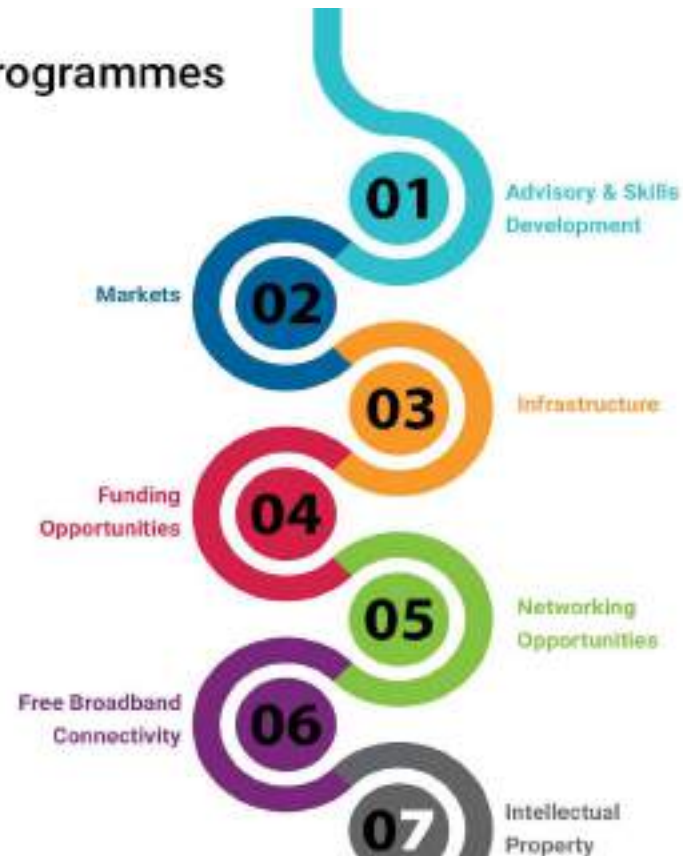 rogrammes
01
Advisory & Skills
Development
Markets
02
03
Infrastructure
Funding
Opportunities
04
05
Networking
Opportunities
Free Broadband
Connectivity
06
07
Intellectual
Property